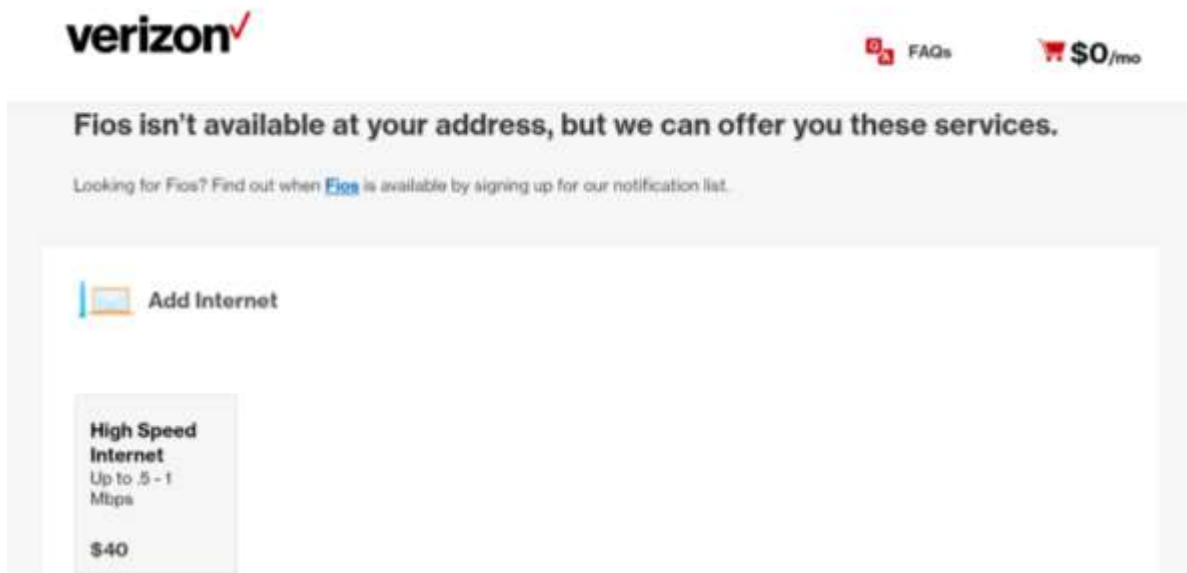 verizon
FAQs
$0/mo
Fios isn't available at your address, but we can offer you these services.
Looking for Fios? Find out when Fios is available by signing up for our notification list.
Add Internet
High Speed
Internet
Up to .5 - 1
Mbps
$40